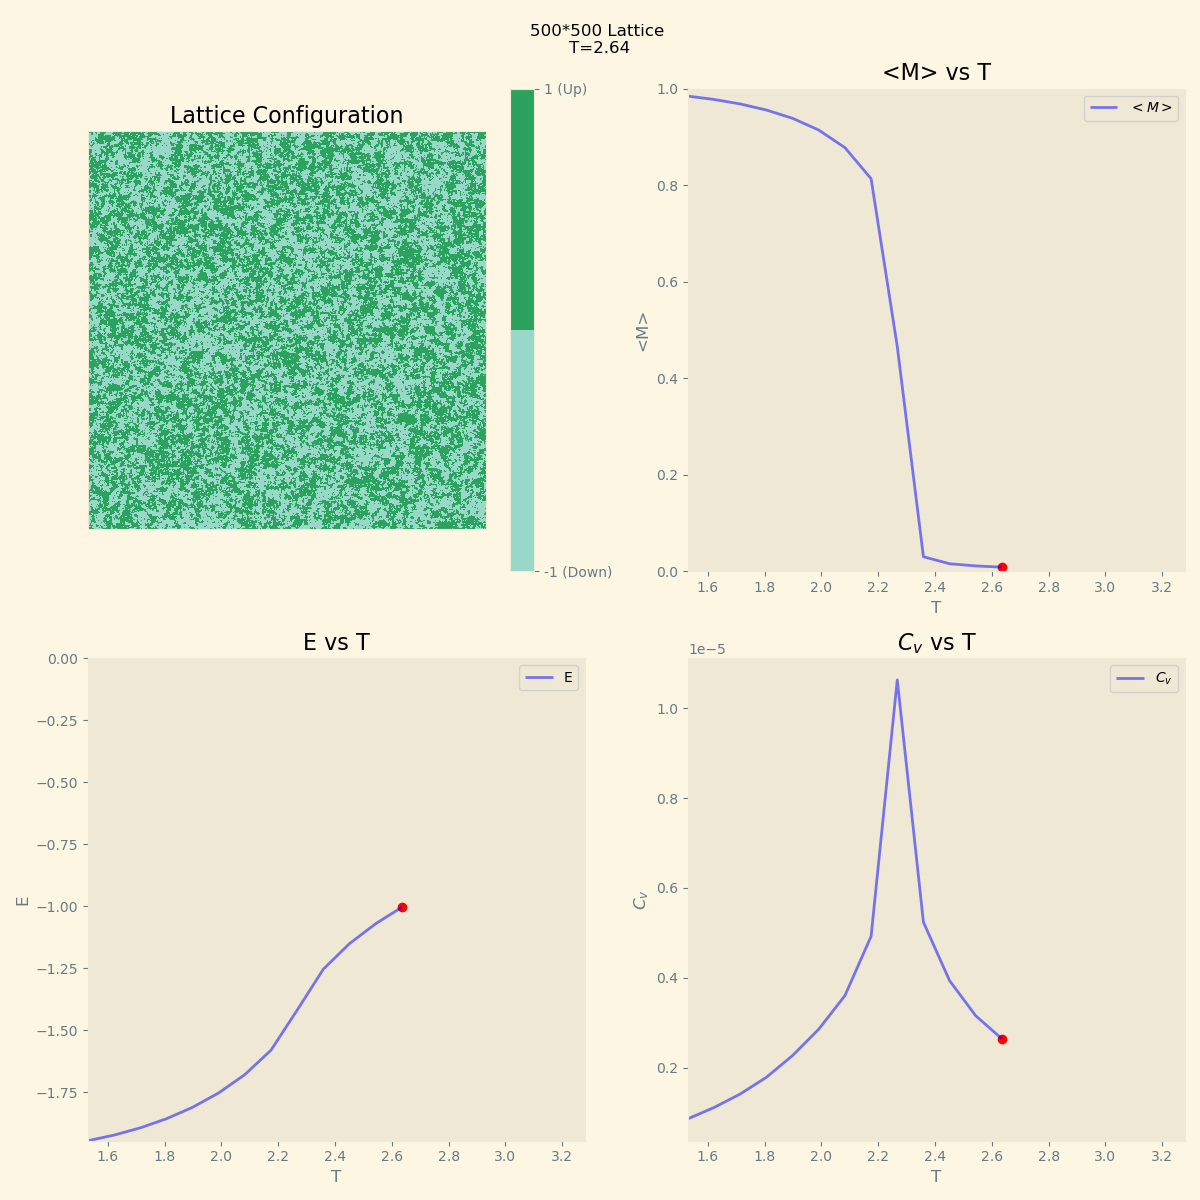 500*500 Lattice
T=2.64
Lattice Configuration
1 (Up)
-1 (Down)
<M> vs T
<M>
1.0
0.8
0.6
0.4
0.2
0.0
<M>
1.6 1.8 2.0 2.2 2.4 2.6 2.8 3.0 3.2
T
E vs T
E
0.00
−0.25
−0.50
−0.75
−1.00
−1.25
−1.50
−1.75
E
1.6 1.8 2.0 2.2 2.4 2.6 2.8 3.0 3.2
T
Cv vs T
1e−5
Cv
1.0
0.8
0.6
0.4
0.2
Cv
1.6 1.8 2.0 2.2 2.4 2.6 2.8 3.0 3.2
T